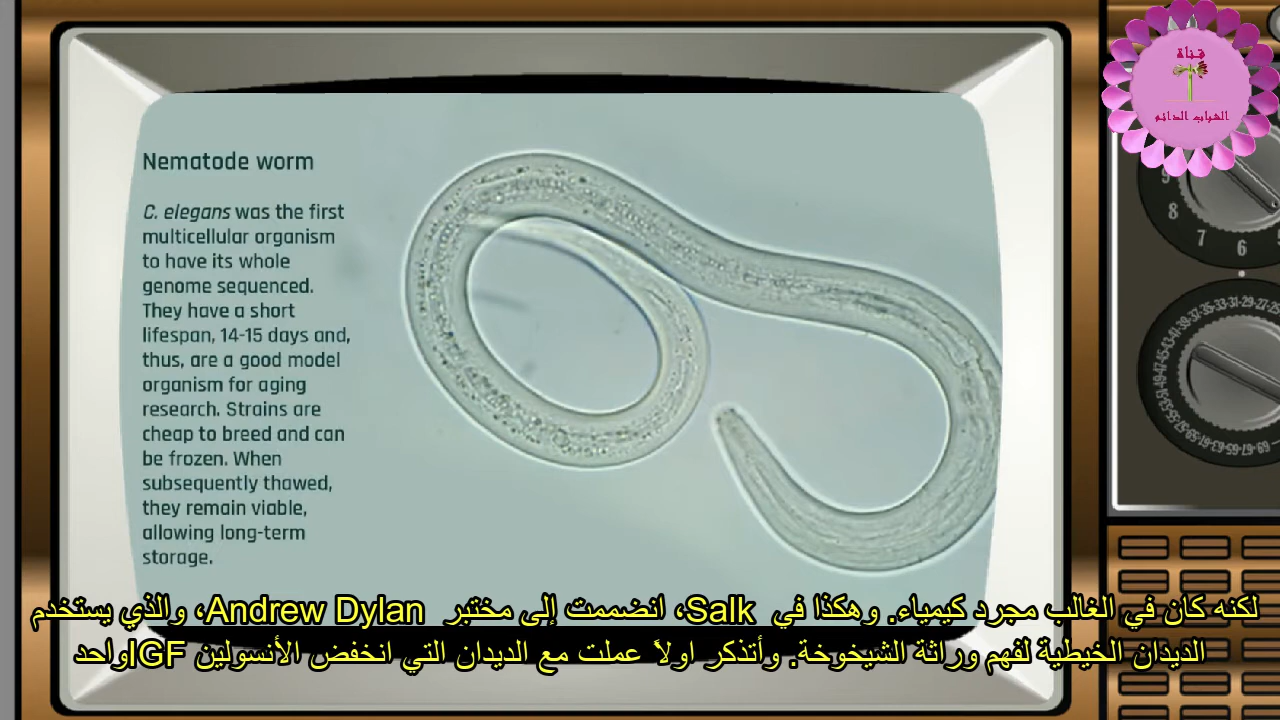 قناة
الشباب الدائم
Nematode worm
C. elegans was the first
multicellular organism
to have its whole
genome sequenced.
They have a short
lifespan, 14-15 days and,
thus, are a good model
organism for aging
research. Strains are
cheap to breed and can
be frozen. When
subsequently thawed,
they remain viable,
allowing long-term
storage.
8
7
6
لكنه كان في الغالب مجرد كيمياء. وهكذا في Salk، انضممت إلى مختبر Andrew Dylan، والذي يستخدم
الديدان الخيطية لفهم وراثة الشيخوخة. وأتذكر اولاً عملت مع الديدان التي انخفض الأنسولين IGFواحد